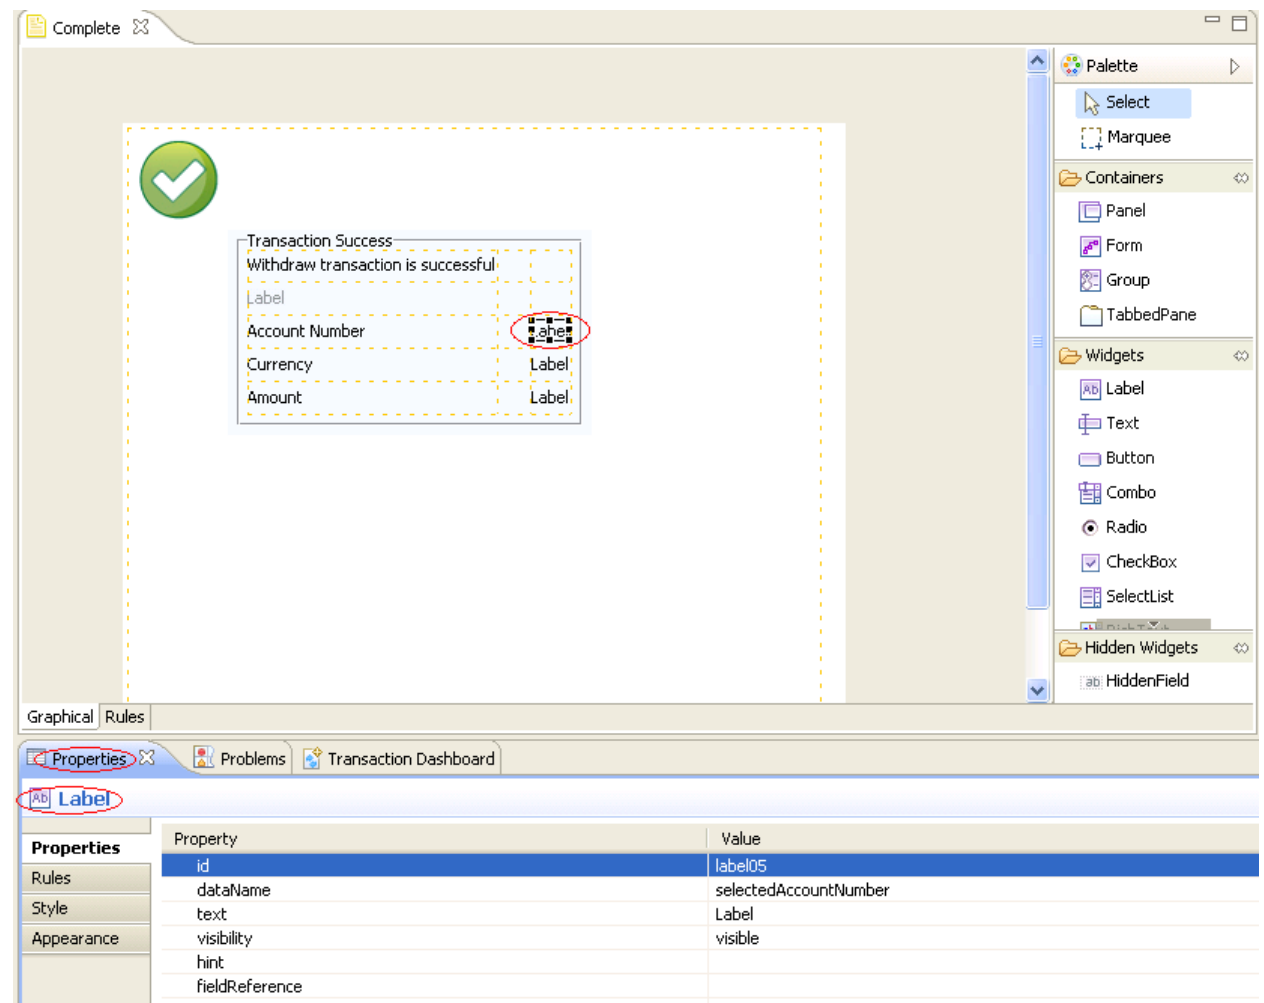 Complete
Palette
Select
Marquee
Containers
Panel
Form
Group
TabbedPane
Widgets
Label
Text
Button
Combo
Radio
CheckBox
SelectList
Hidden Widgets
ab HiddenField
Transaction Success
Withdraw transaction is successful
Label
Account Number
Currency Label
Amount Label
Graphical Rules
Properties Problems Transaction Dashboard
Ab Label
Properties
Rules
Style
Appearance
Property Value
id label05
dataName selectedAccountNumber
text Label
visibility visible
hint
fieldReference